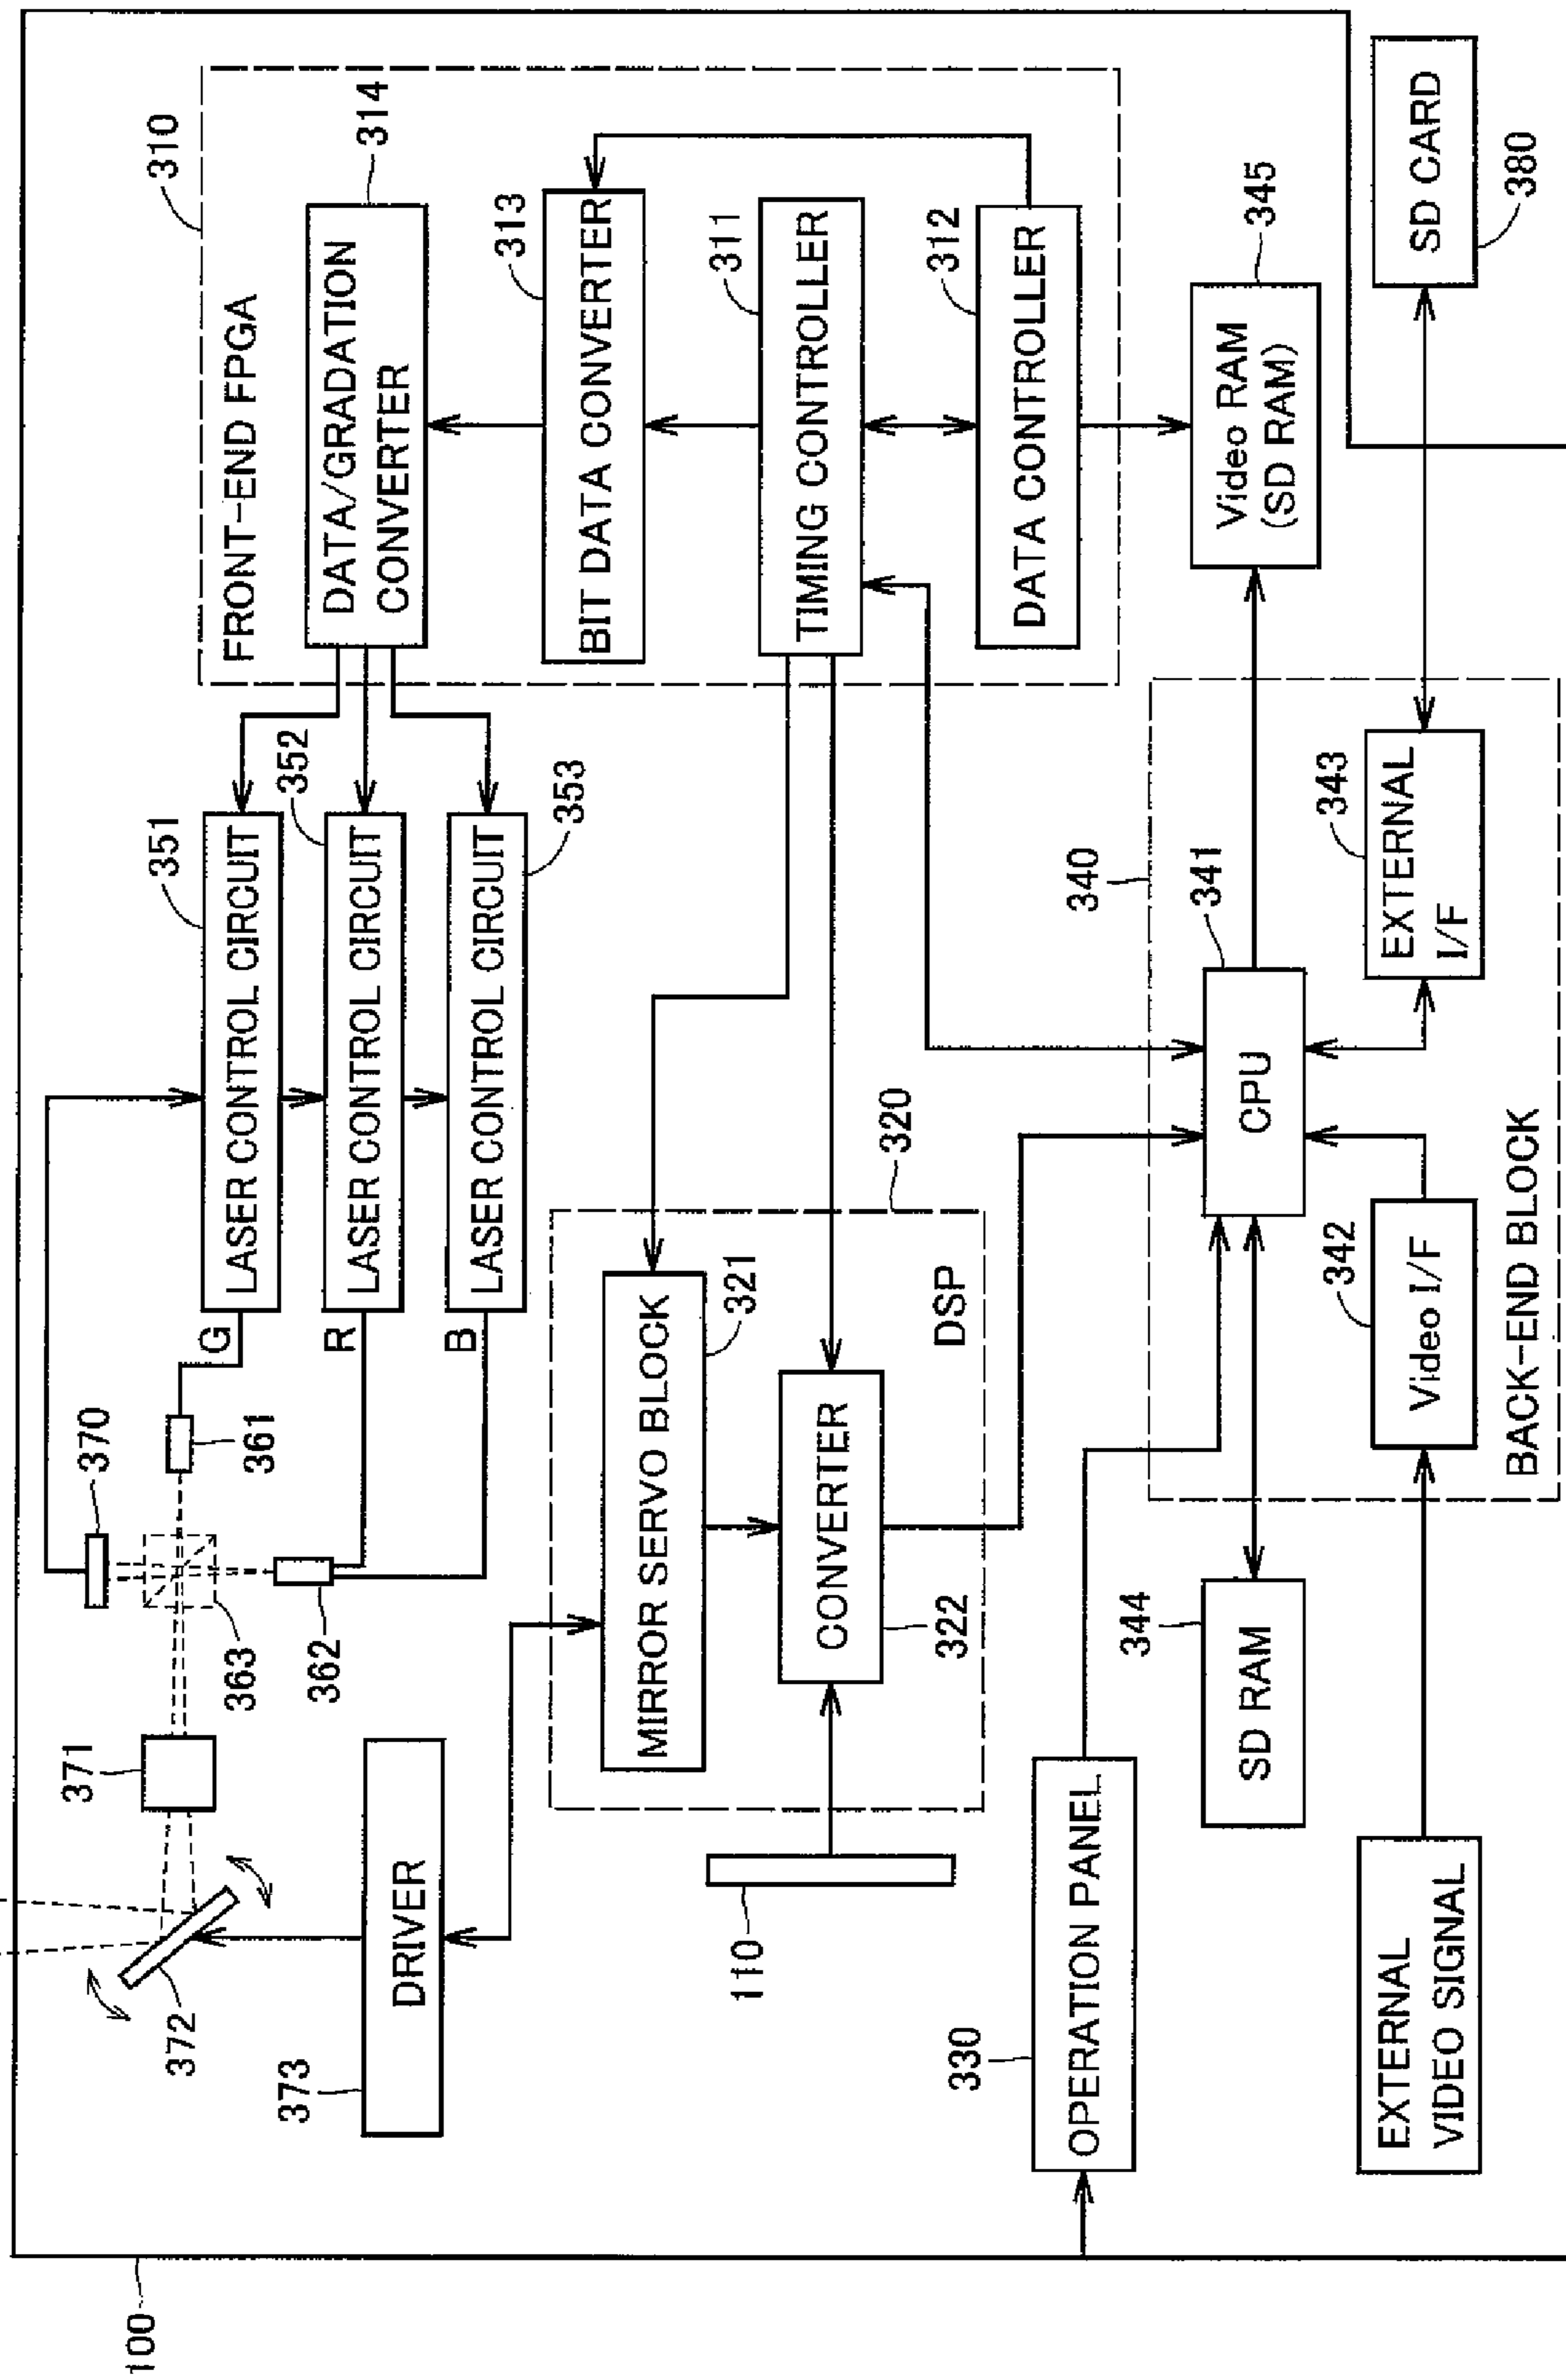 100
372
371
363
370
361
362
373
DRIVER
G
R
B
351
LASER CONTROL CIRCUIT
352
LASER CONTROL CIRCUIT
353
LASER CONTROL CIRCUIT
310
FRONT-END FPGA
314
DATA/GRADATION
CONVERTER
313
BIT DATA CONVERTER
311
TIMING CONTROLLER
312
DATA CONTROLLER
320
DSP
321
MIRROR SERVO BLOCK
322
CONVERTER
110
330
OPERATION PANEL
344
SD RAM
EXTERNAL
VIDEO SIGNAL
340
BACK-END BLOCK
341
CPU
342
Video I/F
343
EXTERNAL
I/F
345
Video RAM
(SD RAM)
SD CARD
380